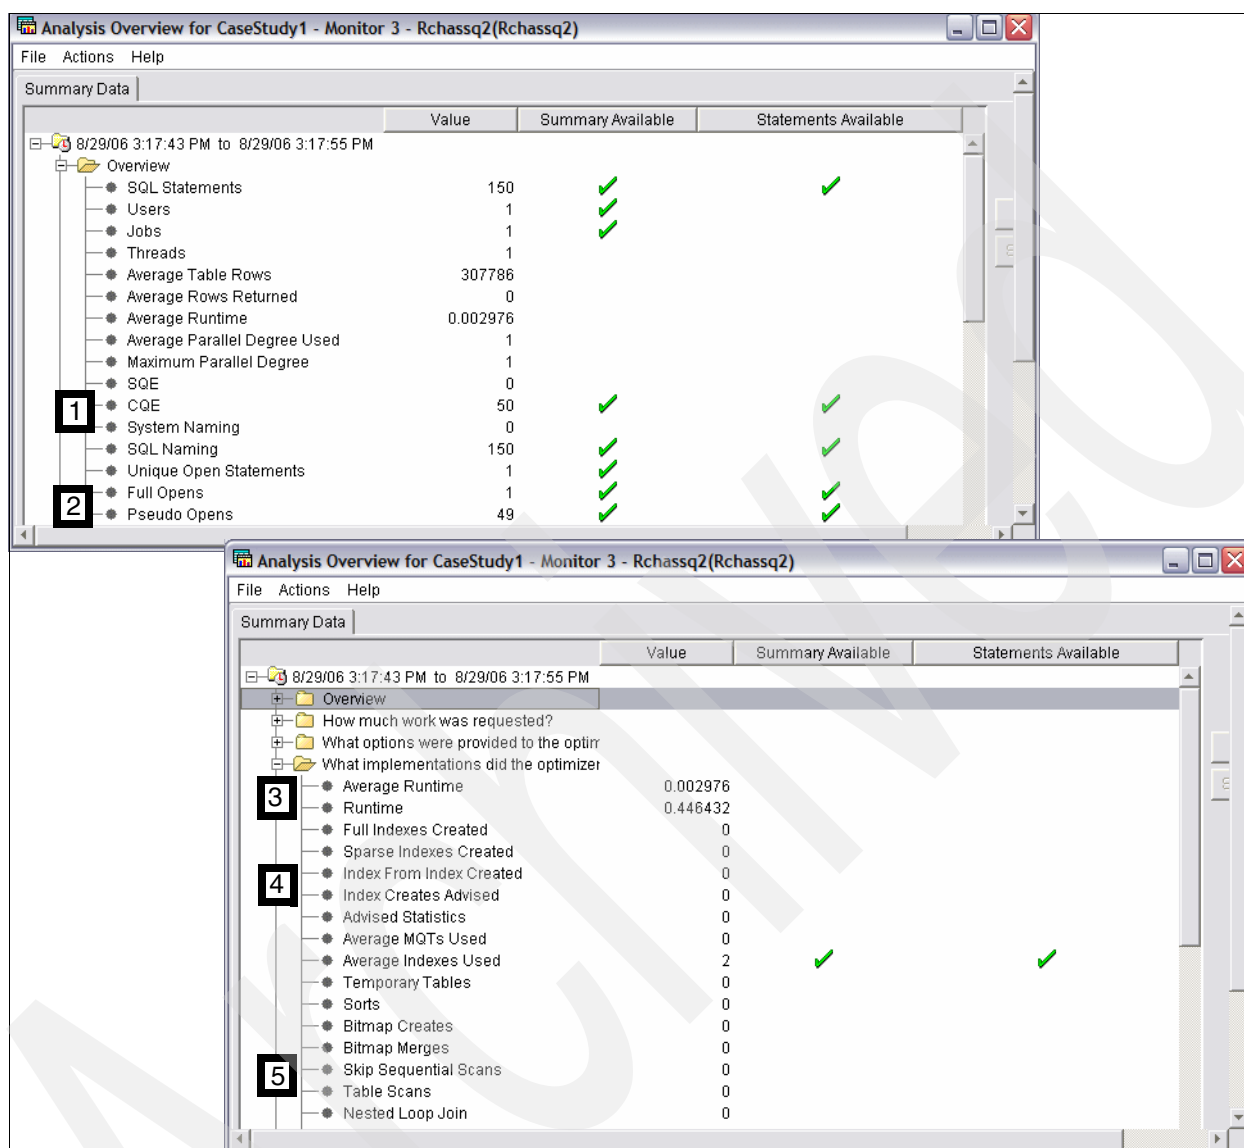 Analysis Overview for CaseStudy1 - Monitor 3 - Rchassq2(Rchassq2)
File Actions Help
Summary Data
Value Summary Available Statements Available
8/29/06 3:17:43 PM to 8/29/06 3:17:55 PM
Overview
SQL Statements 150
Users 1
Jobs 1
Threads 1
Average Table Rows 307786
Average Rows Returned 0
Average Runtime 0.002976
Average Parallel Degree Used 1
Maximum Parallel Degree 1
SQE 0
1 CQE 50
System Naming 0
SQL Naming 150
Unique Open Statements 1
2 Full Opens 1
Pseudo Opens 49
Analysis Overview for CaseStudy1 - Monitor 3 - Rchassq2(Rchassq2)
File Actions Help
Summary Data
Value Summary Available Statements Available
8/29/06 3:17:43 PM to 8/29/06 3:17:55 PM
Overview
How much work was requested?
What options were provided to the optim
What implementations did the optimizer
3 Average Runtime 0.002976
Runtime 0.446432
Full Indexes Created 0
Sparse Indexes Created 0
4 Index From Index Created 0
Index Creates Advised 0
Advised Statistics 0
Average MQTs Used 0
Average Indexes Used 2
Temporary Tables 0
Sorts 0
Bitmap Creates 0
Bitmap Merges 0
5 Skip Sequential Scans 0
Table Scans 0
Nested Loop Join 0
Archived